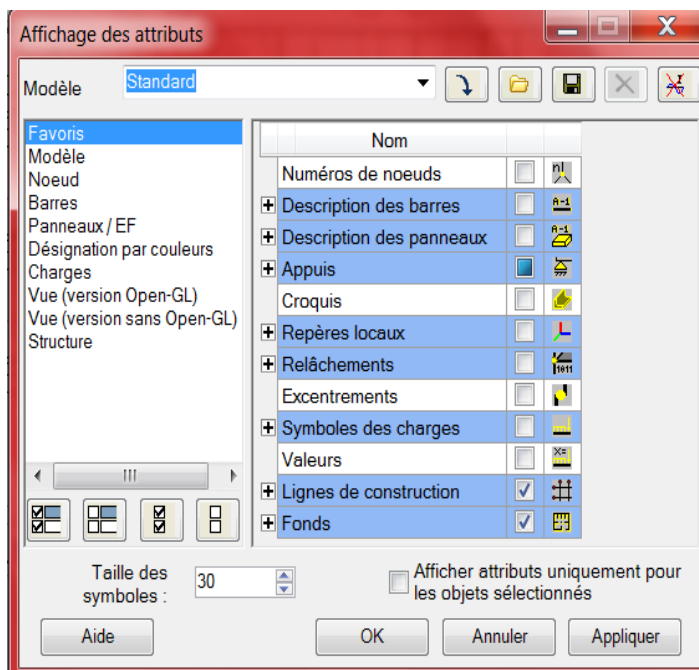 Affichage des attributs
Modèle
Standard
Favoris
Modèle
Noeud
Barres
Panneaux / EF
Désignation par couleurs
Charges
Vue (version Open-GL)
Vue (version sans Open-GL)
Structure
Nom
Numéros de noeuds
Description des barres
Description des panneaux
Appuis
Croquis
Repères locaux
Relâchements
Excentrements
Symboles des charges
Valeurs
Lignes de construction
Fonds
Taille des
symboles :
30
Afficher attributs uniquement pour
les objets sélectionnés
Aide
OK
Annuler
Appliquer